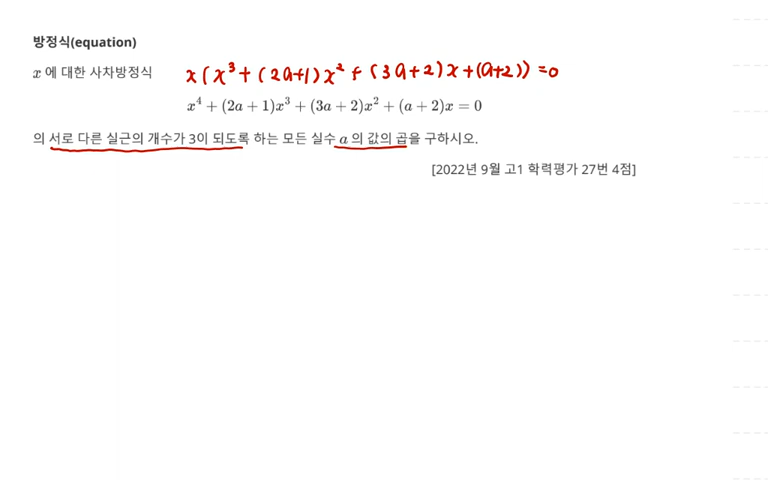 방정식(equation)
x 에 대한 사차방정식 x(x³+(2a+1)x²+(3a+2)x+(a+2))=0
x⁴ + (2a + 1)x³ + (3a + 2)x² + (a + 2)x = 0
의 서로 다른 실근의 개수가 3이 되도록 하는 모든 실수 a 의 값의 곱을 구하시오.
[2022년 9월 고1 학력평가 27번 4점]